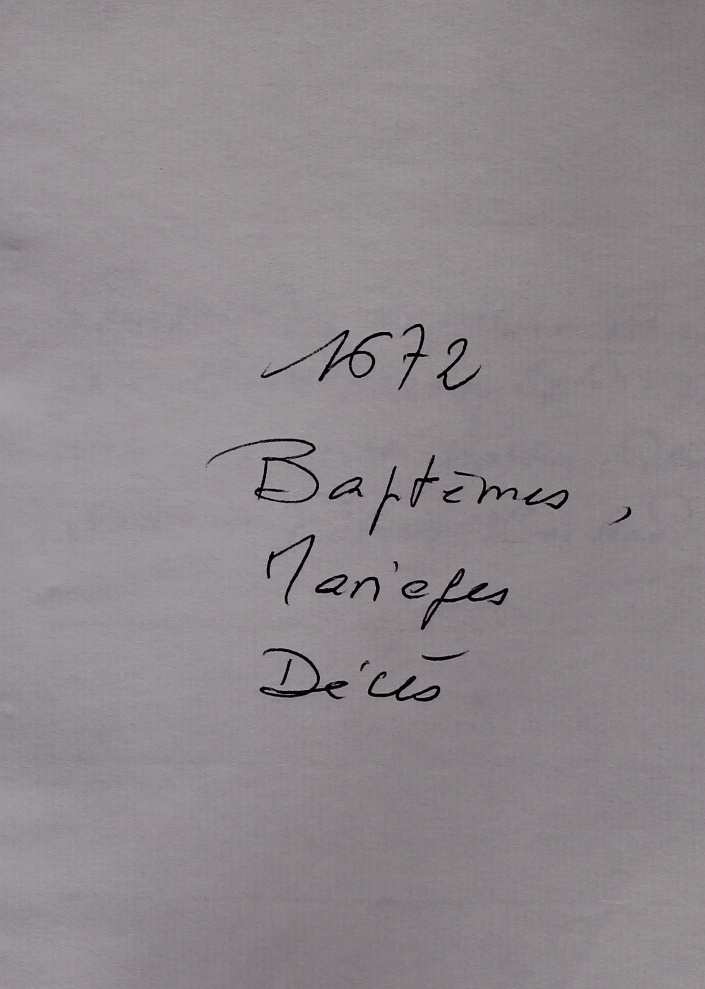 1672
Baptêmes,
Mariages
Décès